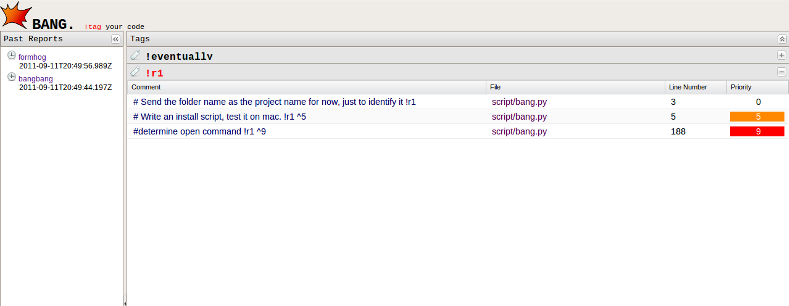 BANG. !tag your code
Past Reports
formhog
2011-09-11T20:49:56.989Z
bangbang
2011-09-11T20:49:44.197Z
Tags
!eventually
!r1
Comment File Line Number Priority
# Send the folder name as the project name for now, just to identify it !r1 script/bang.py 3 0
# Write an install script, test it on mac. !r1 ^5 script/bang.py 5 5
#determine open command !r1 ^9 script/bang.py 188 9